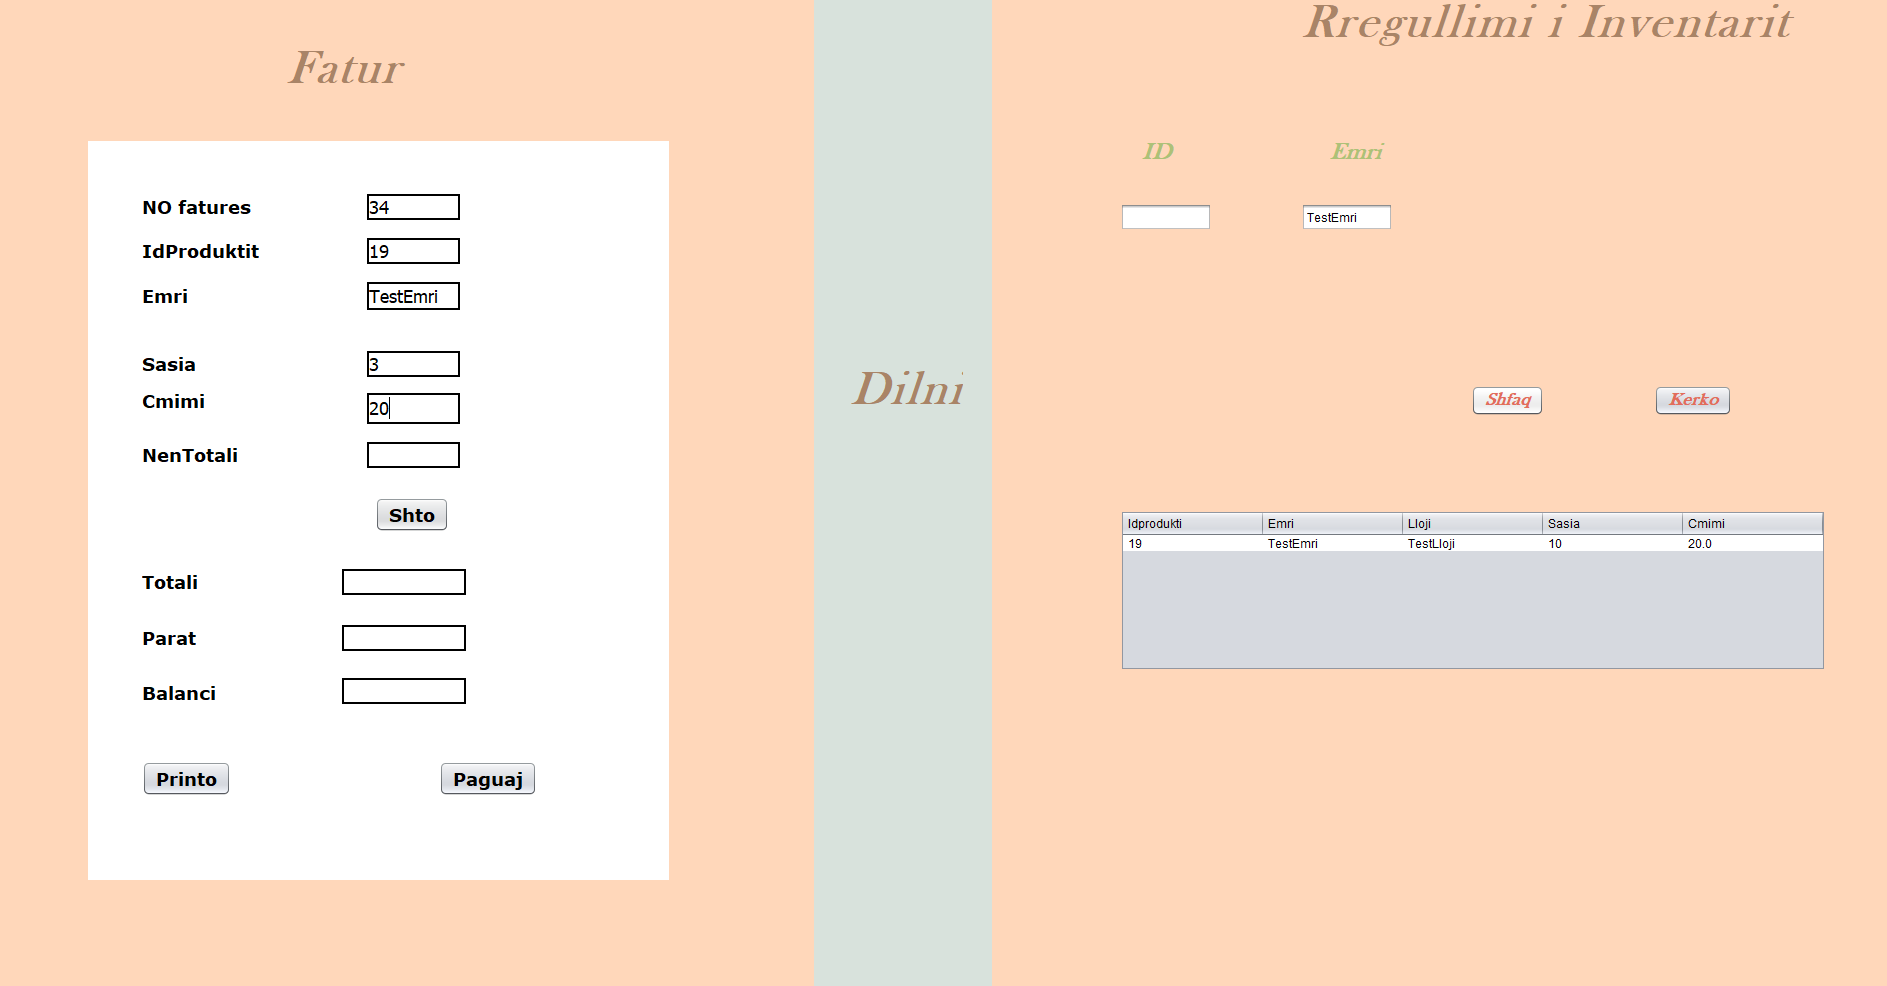 Fatur
NO fatures 34
IdProduktit 19
Emri TestEmri
Sasia 3
Cmimi 20
NenTotali
Shto
Totali
Parat
Balanci
Printo Paguaj
Dilni
Rregullimi i Inventarit
ID Emri
TestEmri
Shfaq Kerko
Idprodukti Emri Lloji Sasia Cmimi
19 TestEmri TestLloji 10 20.0